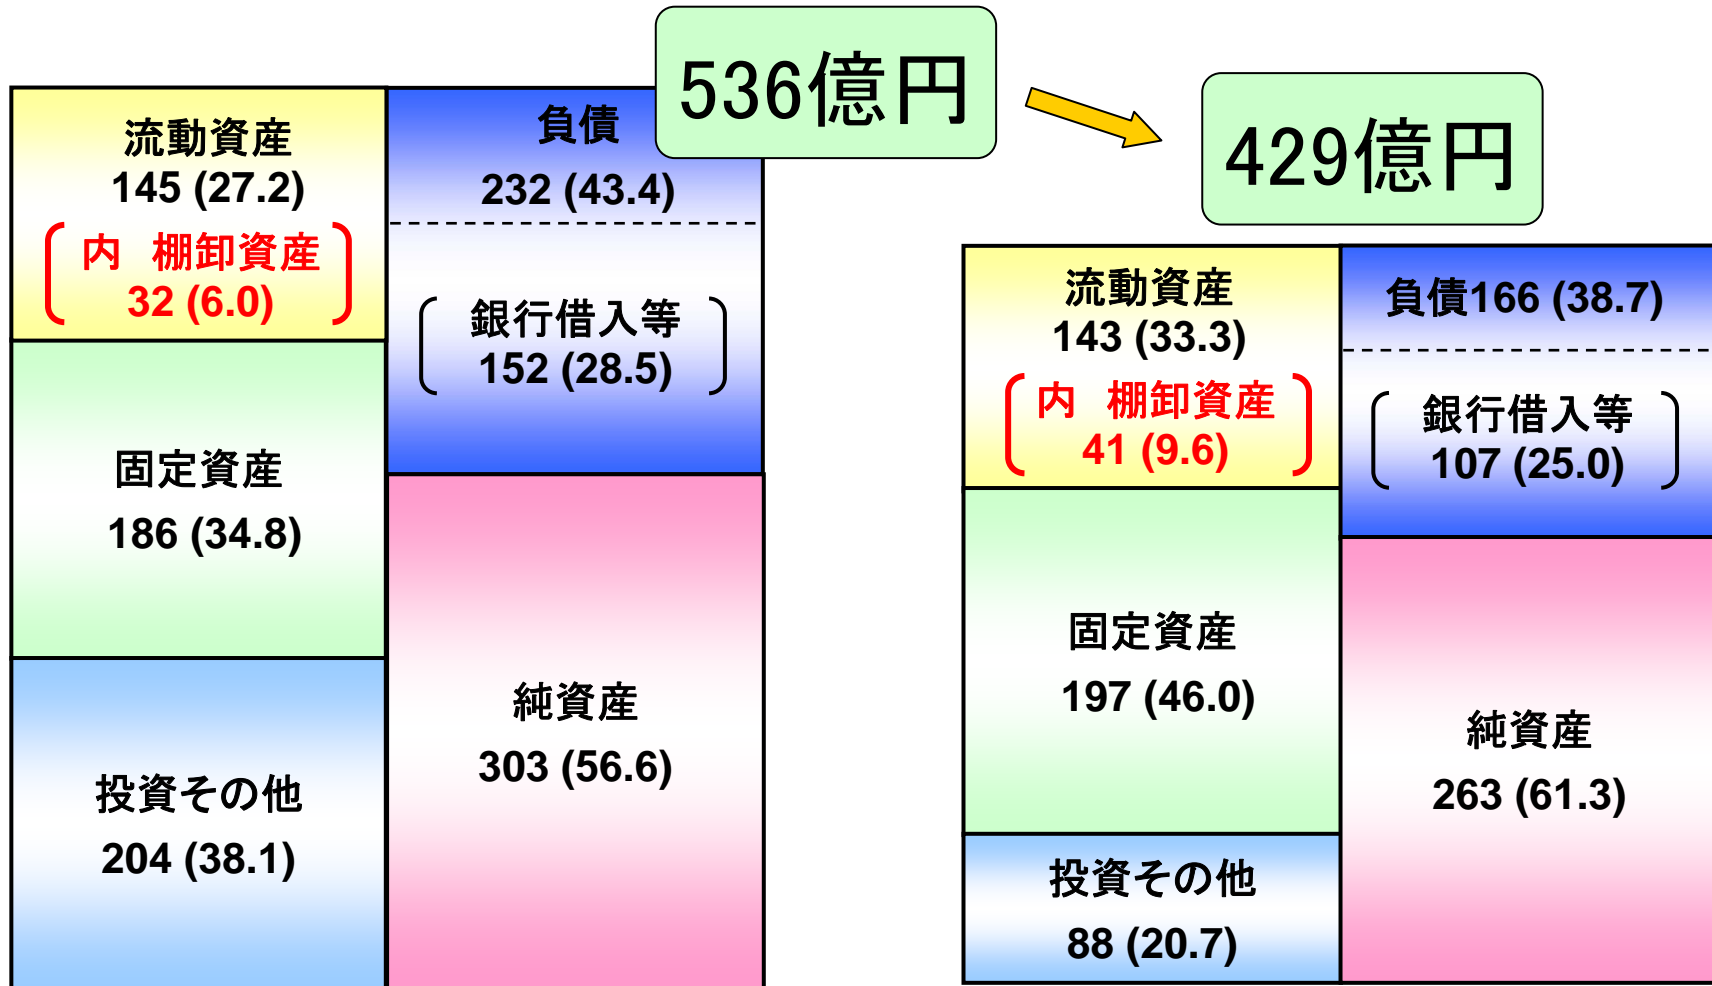 536億円
429億円
流動資産
145 (27.2)
内 棚卸資産
32 (6.0)
固定資産
186 (34.8)
投資その他
204 (38.1)
負債
232 (43.4)
銀行借入等
152 (28.5)
純資産
303 (56.6)
流動資産
143 (33.3)
内 棚卸資産
41 (9.6)
固定資産
197 (46.0)
投資その他
88 (20.7)
負債166 (38.7)
銀行借入等
107 (25.0)
純資産
263 (61.3)